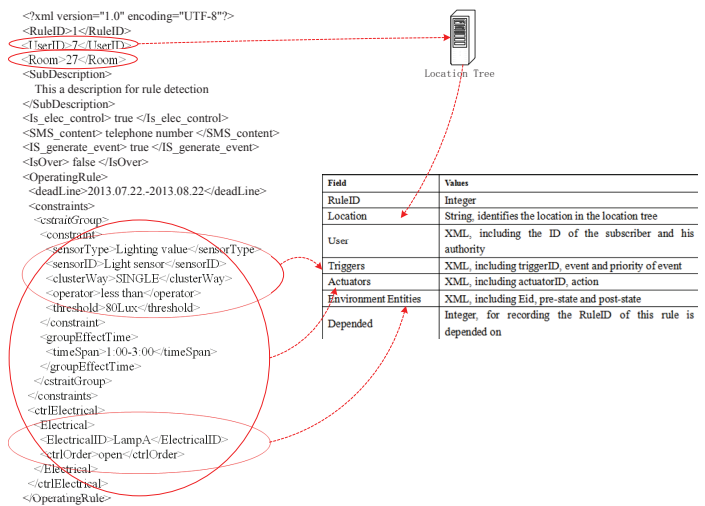 <?xml version="1.0" encoding="UTF-8"?>
<RuleID>1</RuleID>
<UserID>7</UserID>
<Room>27</Room>
<SubDescription>
This a description for rule detection
</SubDescription>
<Is_elec_control> true </Is_elec_control>
<SMS_content> telephone number </SMS_content>
<IS_generate_event> true </IS_generate_event>
<IsOver> false </IsOver>
<OperatingRule>
<deadLine>2013.07.22.-2013.08.22</deadLine>
<constraints>
<cstraitGroup>
<constraint>
<sensorType>Lighting value</sensorType>
<sensorID>Light sensor</sensorID>
<clusterWay>SINGLE</clusterWay>
<operator>less than</operator>
<threshold>80Lux</threshold>
</constraint>
<groupEffectTime>
<timeSpan>1:00-3:00</timeSpan>
</groupEffectTime>
</cstraitGroup>
</constraints>
<ctrlElectrical>
<Electrical>
<ElectricalID>LampA</ElectricalID>
<ctrlOrder>open</ctrlOrder>
</Electrical>
</ctrlElectrical>
</OperatingRule>
Location Tree
Field Values
RuleID Integer
Location String, identifies the location in the location tree
User XML, including the ID of the subscriber and his
authority
Triggers XML, including triggerID, event and priority of event
Actuators XML, including actuatorID, action
Environment Entities XML, including Eid, pre-state and post-state
Depended Integer, for recording the RuleID of this rule is
depended on